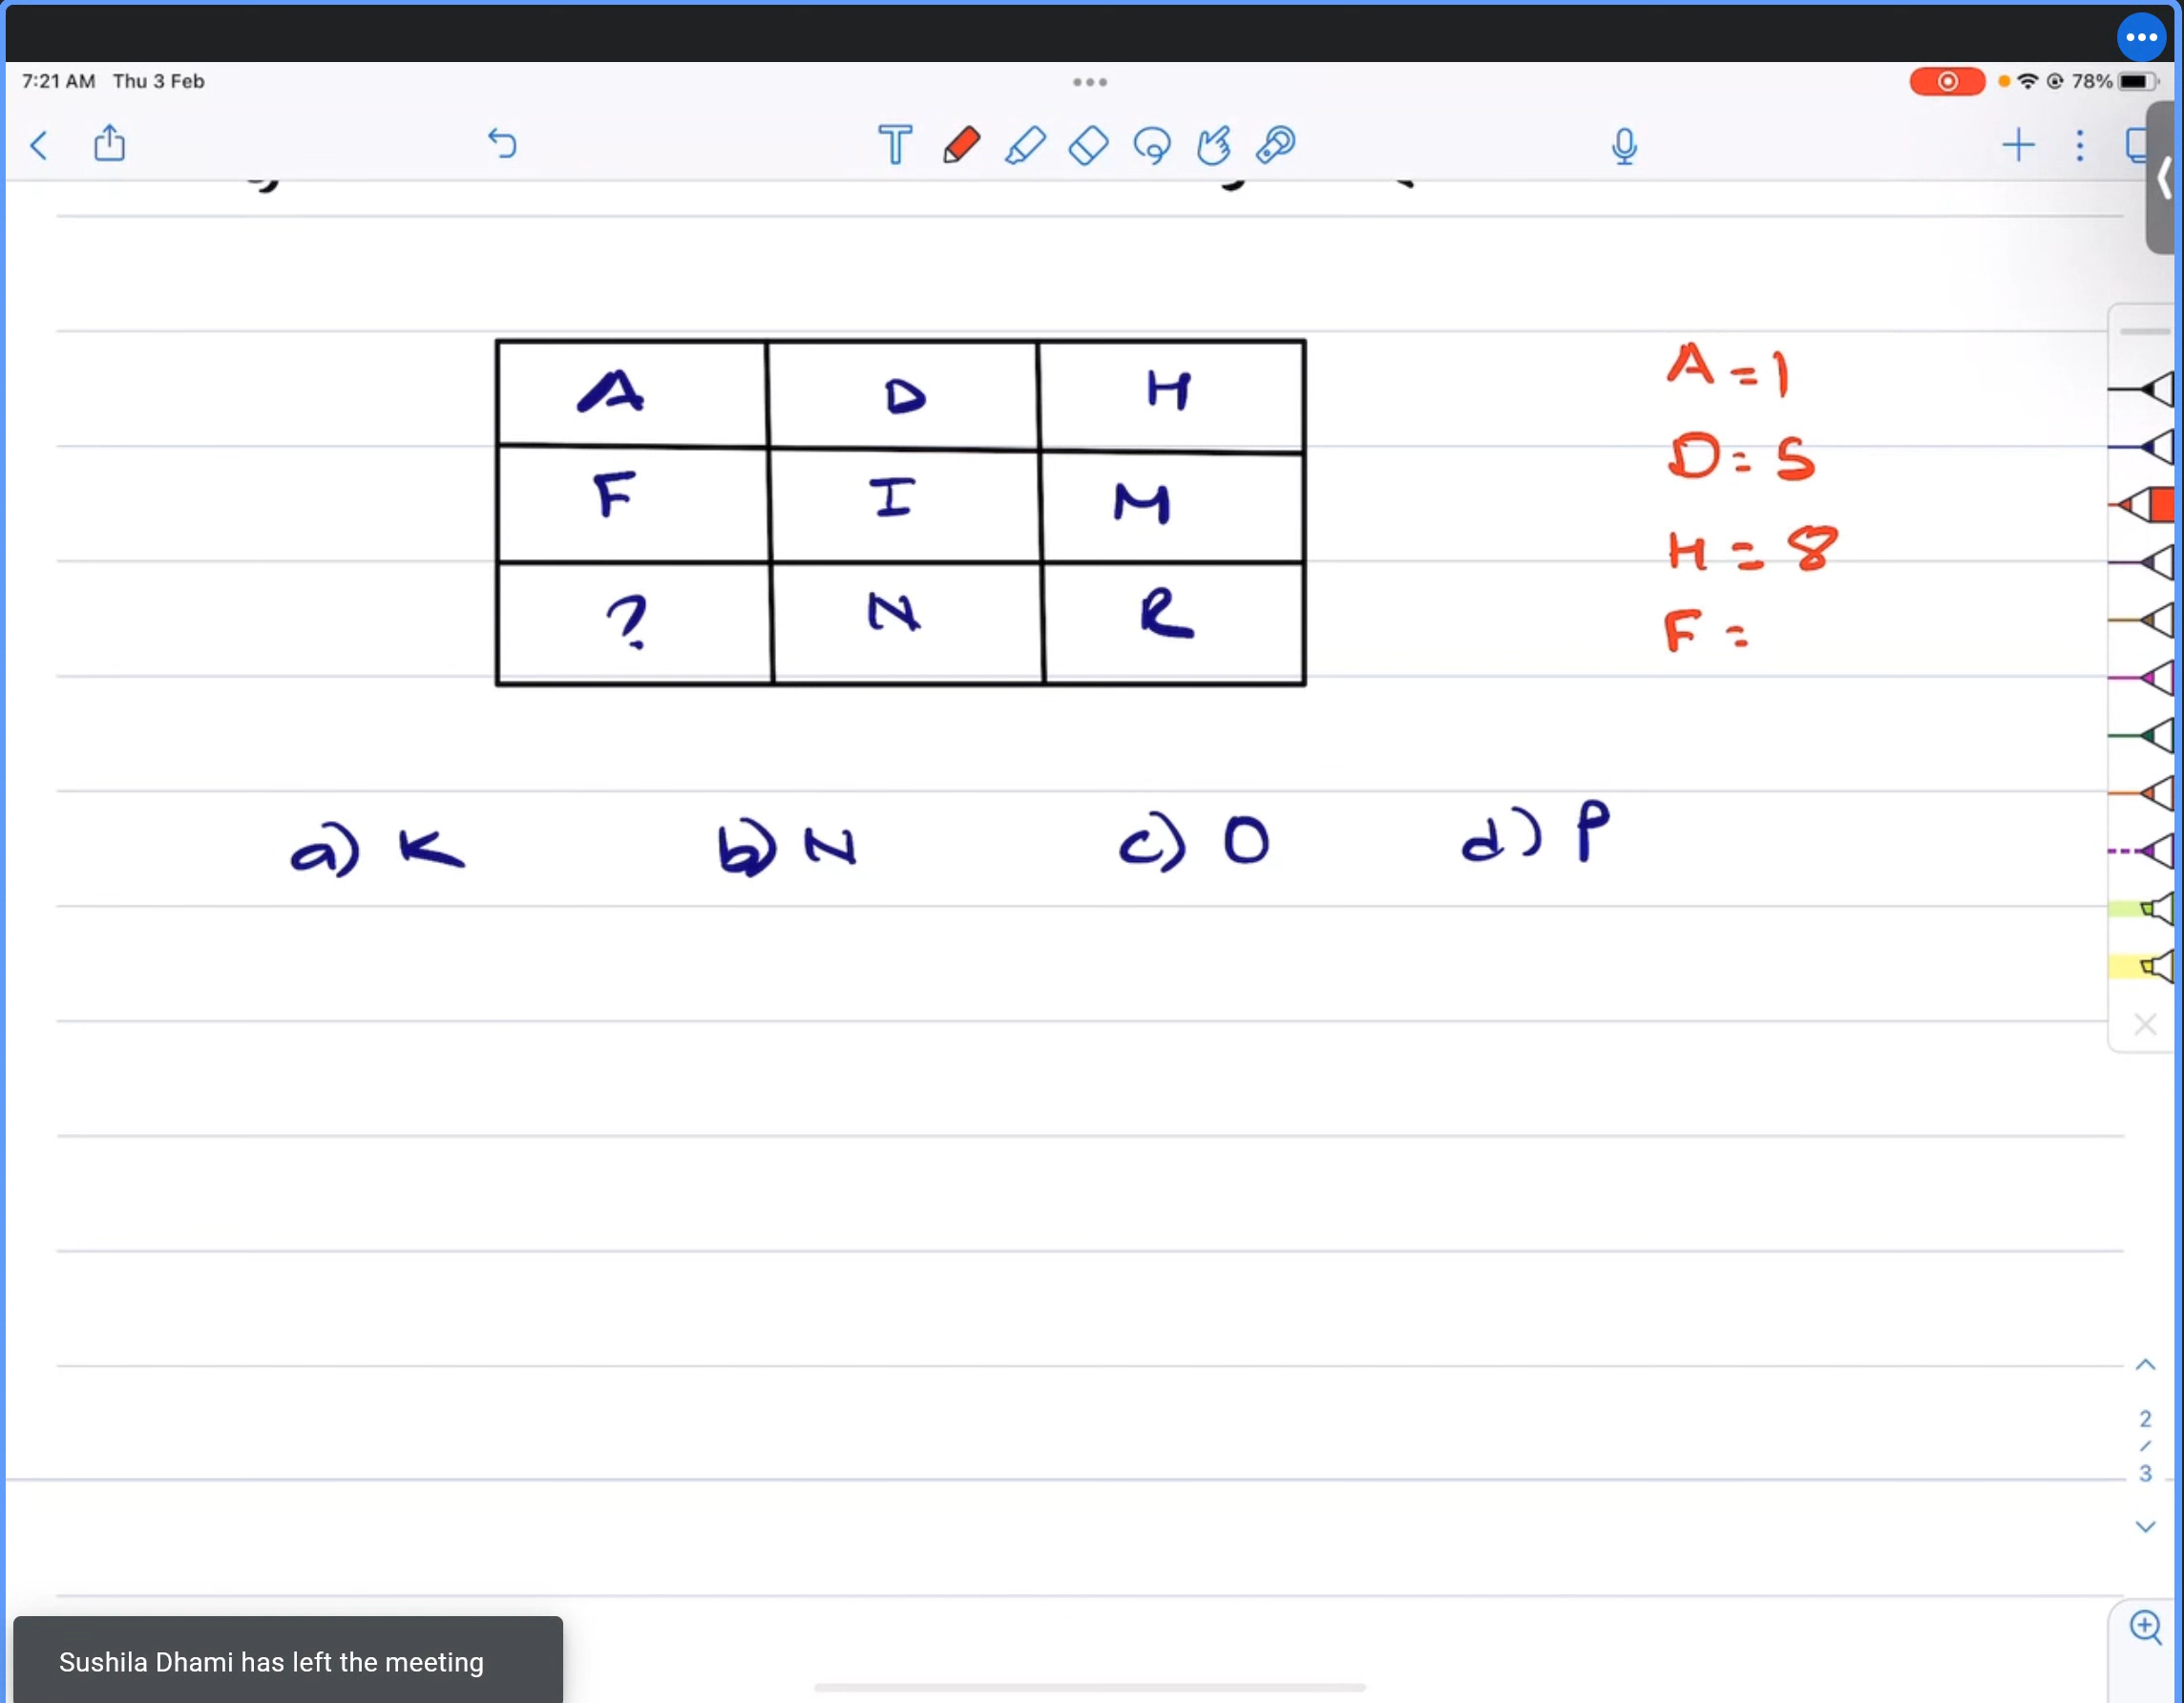 7:21 AM Thu 3 Feb
78%
A D H
F I M
? N R
A = 1
D = 5
H = 8
F =
a) K b) N c) O d) P
2
/
3
Sushila Dhami has left the meeting